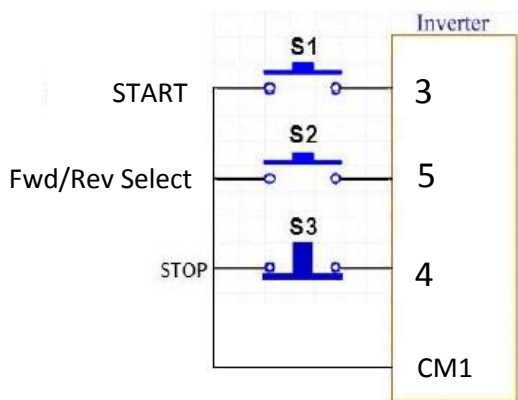 Inverter
S1
START
3
S2
Fwd/Rev Select
5
S3
STOP
4
CM1